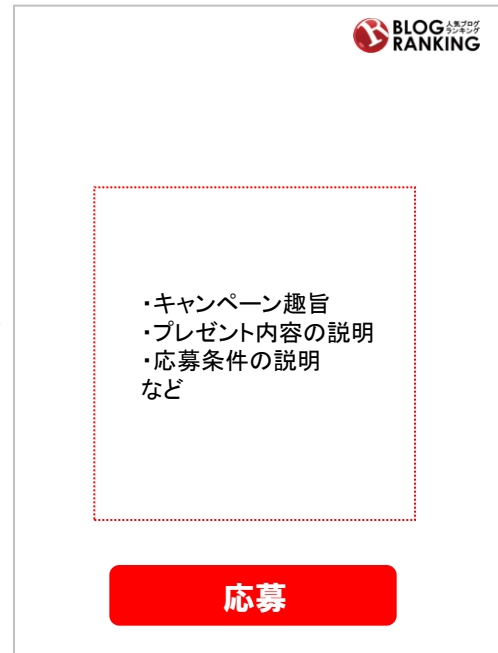 BLOG 人気ブログ
RANKING ランキング
・キャンペーン趣旨
・プレゼント内容の説明
・応募条件の説明
など
応募